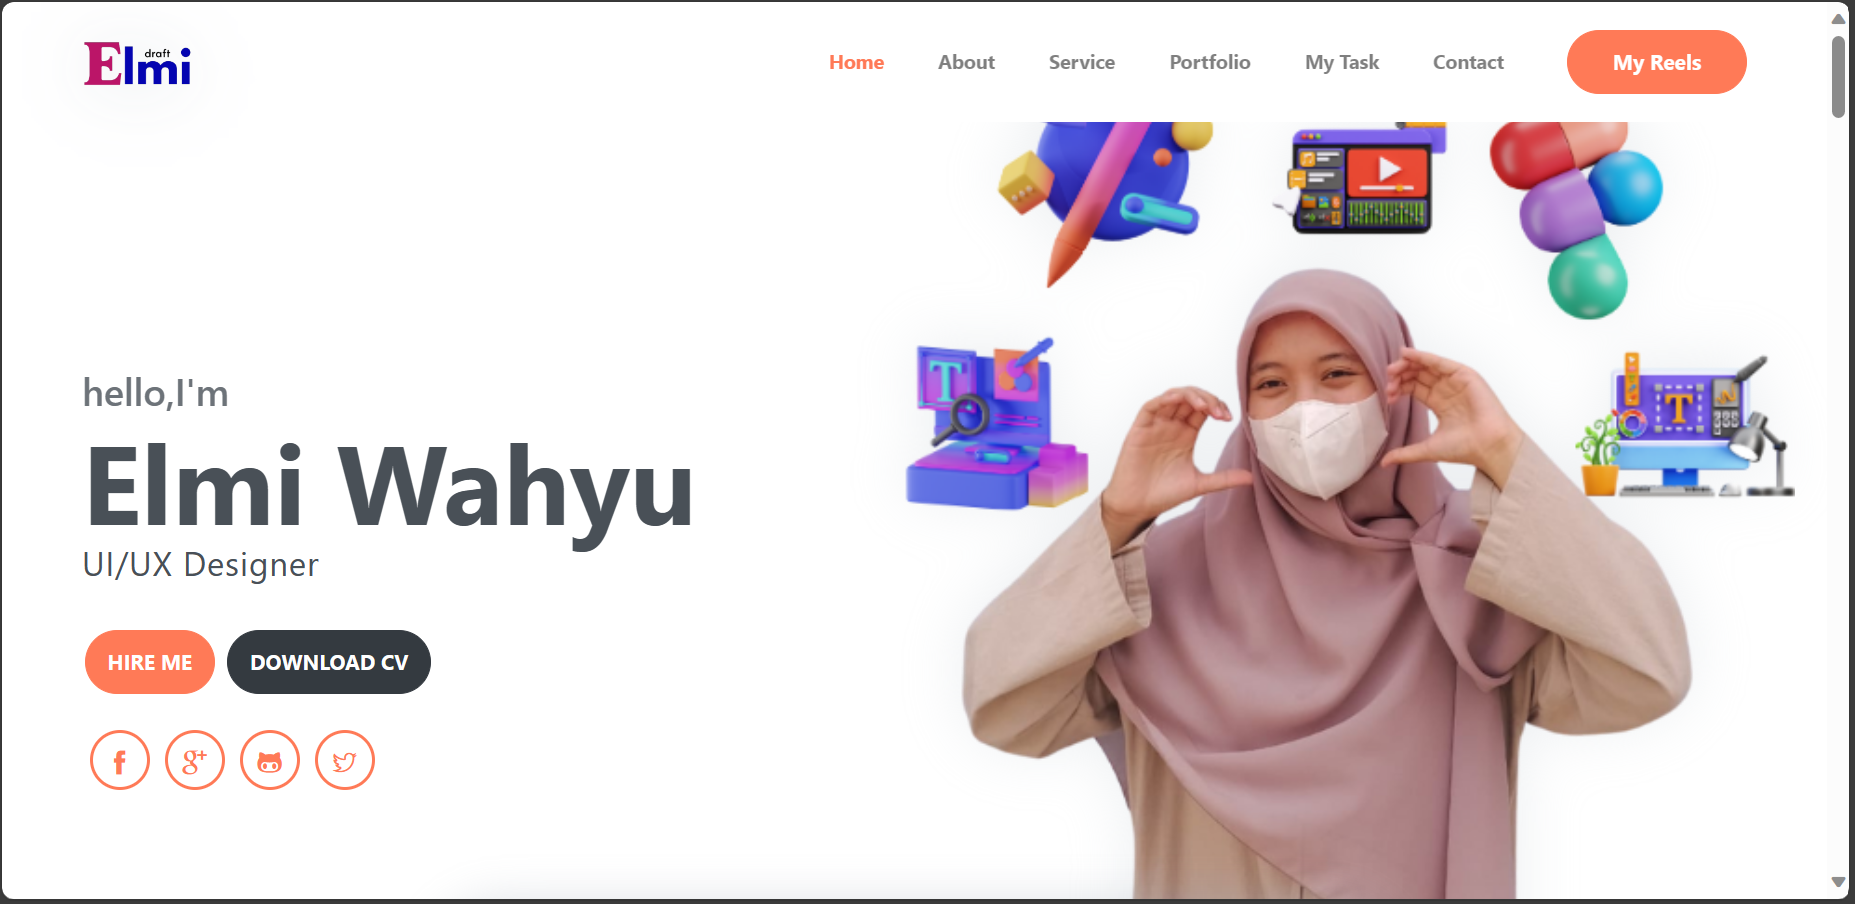 Elmi
draft
Home
About
Service
Portfolio
My Task
Contact
My Reels
hello,I'm
Elmi Wahyu
UI/UX Designer
HIRE ME
DOWNLOAD CV
T
T